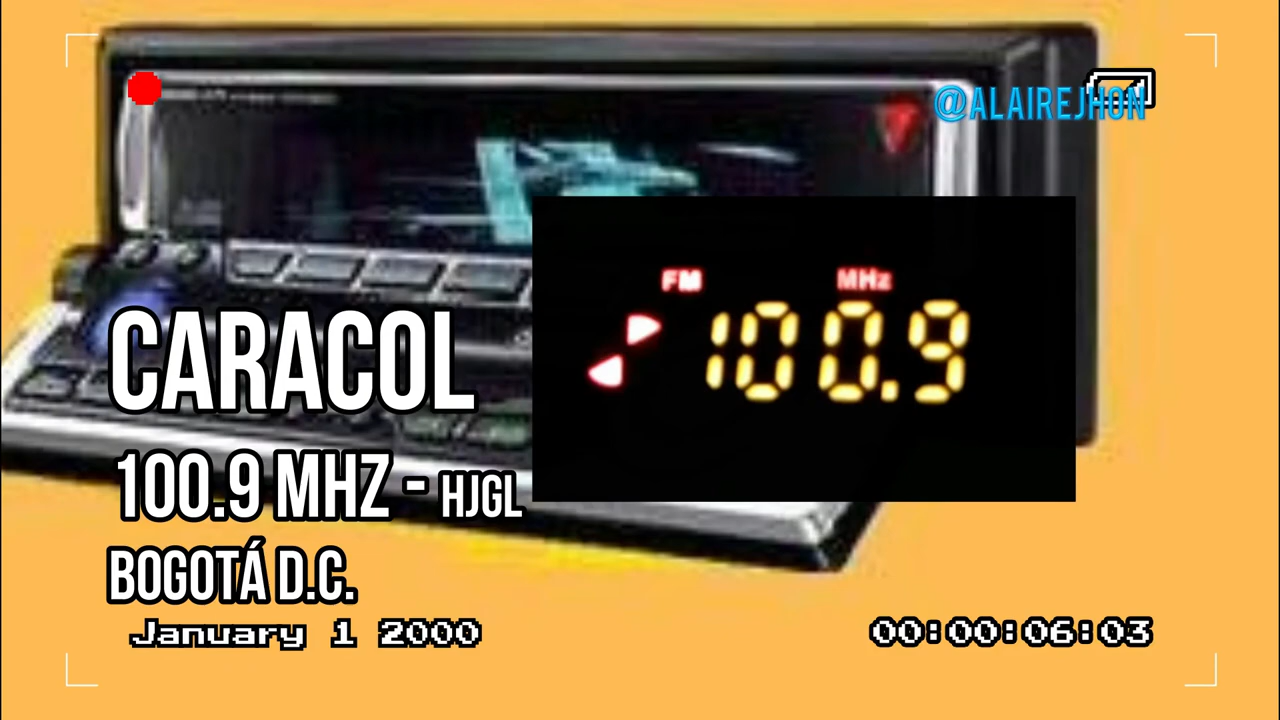 @ALAIREJHON
FM MHz
100.9
CARACOL
100.9 MHZ - HJGL
BOGOTÁ D.C.
January 1 2000
00:00:06:03